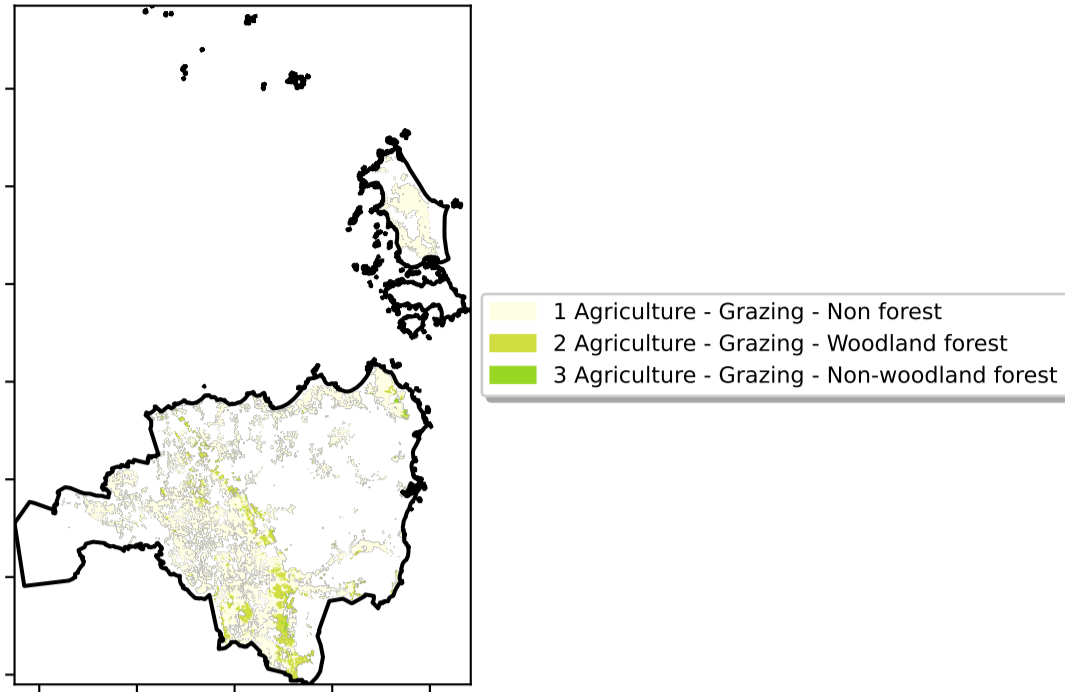 1 Agriculture - Grazing - Non forest
2 Agriculture - Grazing - Woodland forest
3 Agriculture - Grazing - Non-woodland forest